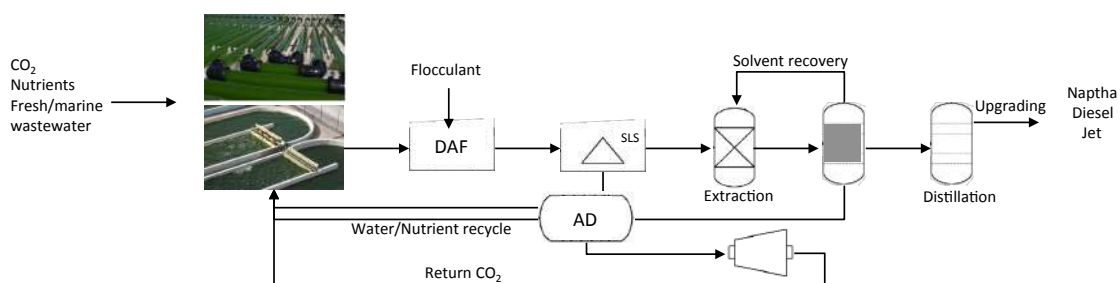 CO₂
Nutrients
Fresh/marine
wastewater
Flocculant
DAF
SLS
Solvent recovery
Extraction
Upgrading
Distillation
Naptha
Diesel
Jet
AD
Water/Nutrient recycle
Return CO₂